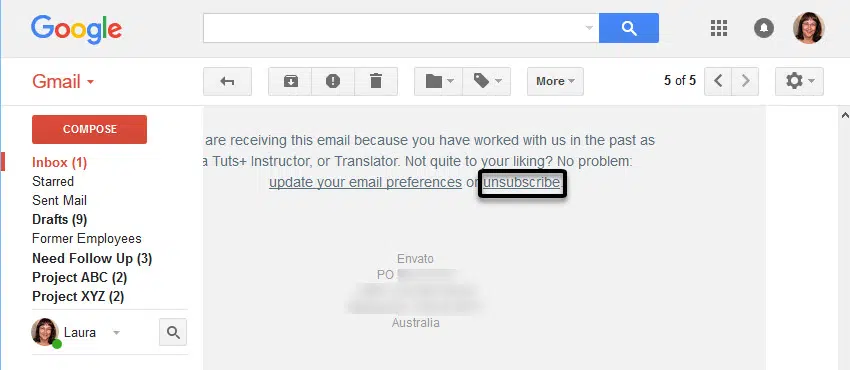 Google
Gmail
More
5 of 5
COMPOSE
Inbox (1)
Starred
Sent Mail
Drafts (9)
Former Employees
Need Follow Up (3)
Project ABC (2)
Project XYZ (2)
Laura
are receiving this email because you have worked with us in the past as
a Tuts+ Instructor, or Translator. Not quite to your liking? No problem:
update your email preferences or unsubscribe.
Envato
PO
Australia